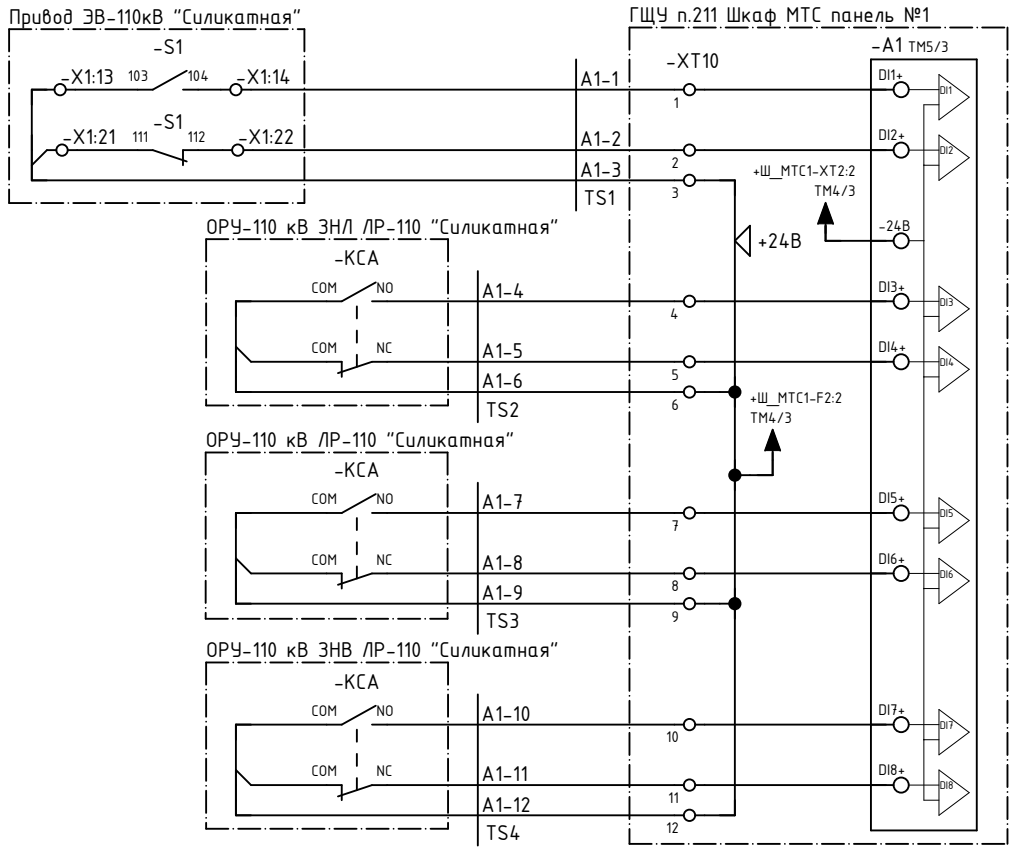 Привод ЭВ-110кВ "Силикатная"
ГЩУ п.211 Шкаф МТС панель №1
-S1
-XT10
-A1 TM5/3
-X1:13 103 104 -X1:14
A1-1
1
DI1+
DI1
-S1
-X1:21 111 112 -X1:22
A1-2
2
DI2+
DI2
A1-3
3
TS1
+Ш_МТС1-XT2:2
TM4/3
+24В
-24В
ОРУ-110 кВ ЗНЛ ЛР-110 "Силикатная"
-КСА
COM NO
A1-4
4
DI3+
DI3
COM NC
A1-5
5
DI4+
DI4
A1-6
6
TS2
+Ш_МТС1-F2:2
TM4/3
ОРУ-110 кВ ЛР-110 "Силикатная"
-КСА
COM NO
A1-7
7
DI5+
DI5
COM NC
A1-8
8
DI6+
DI6
A1-9
9
TS3
ОРУ-110 кВ ЗНВ ЛР-110 "Силикатная"
-КСА
COM NO
A1-10
10
DI7+
DI7
COM NC
A1-11
11
DI8+
DI8
A1-12
12
TS4